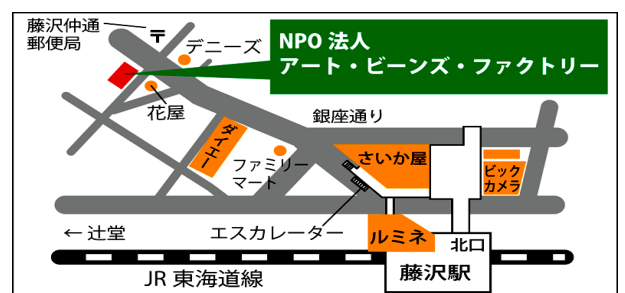 藤沢仲通
郵便局
〒
デニーズ
NPO 法人
アート・ビーンズ・ファクトリー
花屋
銀座通り
ダイエー
ファミリー
マート
さいか屋
ビック
カメラ
← 辻堂
エスカレーター
ルミネ
北口
藤沢駅
JR 東海道線